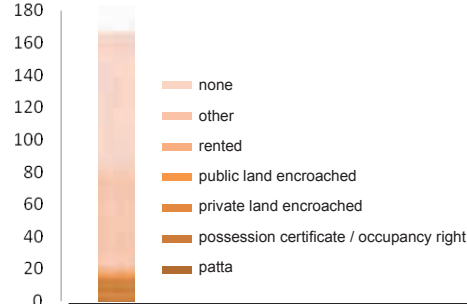 180
160
140
120
100
80
60
40
20
0
none
other
rented
public land encroached
private land encroached
possession certificate / occupancy right
patta